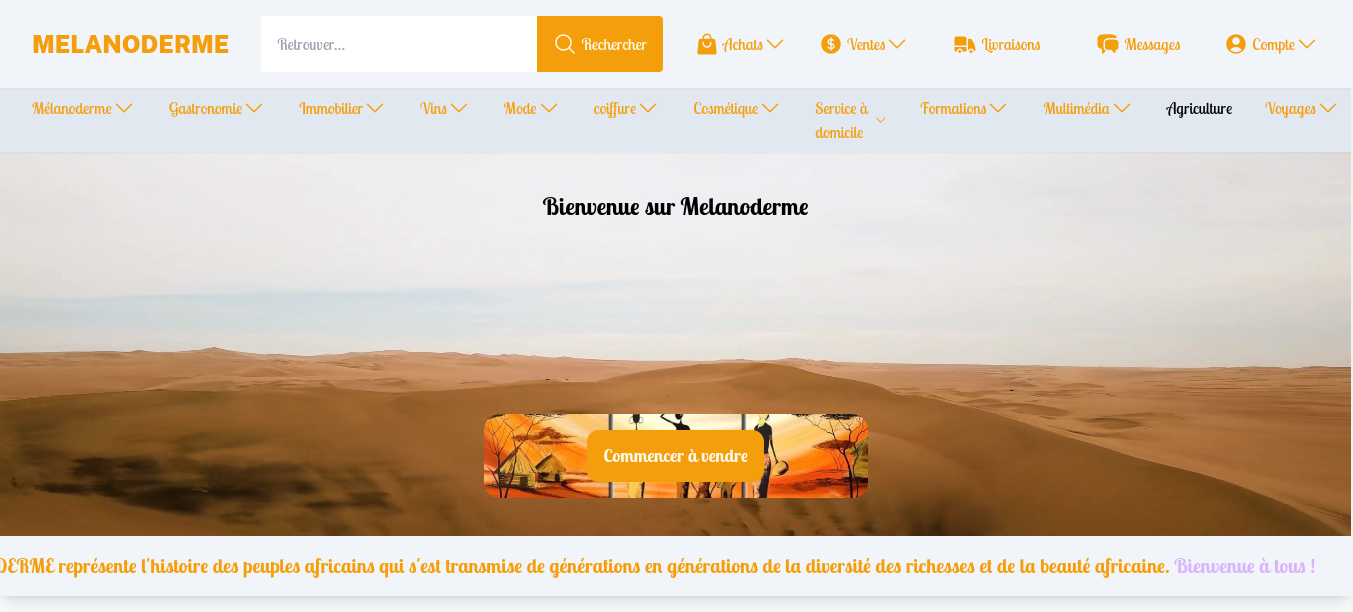 MELANODERME Retrouver... Rechercher Achats Ventes Livraisons Messages Compte
Mélanoderme Gastronomie Immobilier Vins Mode coiffure Cosmétique Service à domicile Formations Multimédia Agriculture Voyages
Bienvenue sur Melanoderme
Commencer à vendre
DERME représente l'histoire des peuples africains qui s'est transmise de générations en générations de la diversité des richesses et de la beauté africaine. Bienvenue à tous !